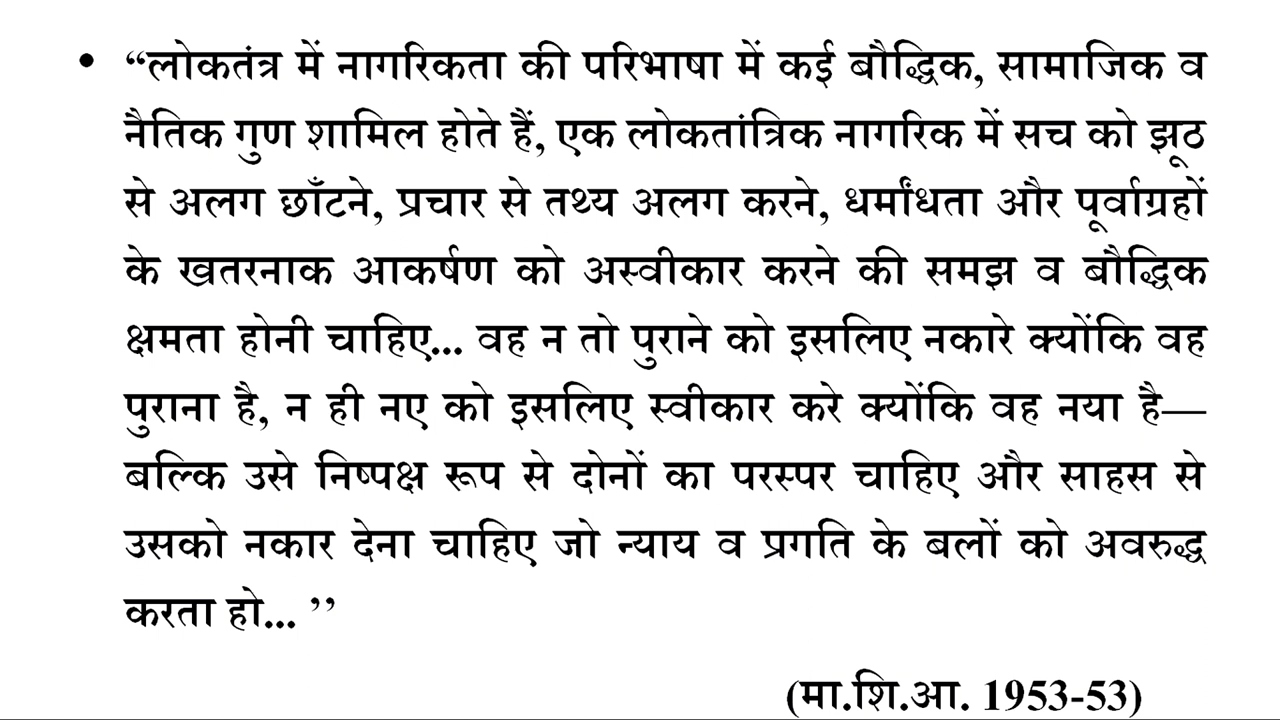 • “लोकतंत्र में नागरिकता की परिभाषा में कई बौद्धिक, सामाजिक व
नैतिक गुण शामिल होते हैं, एक लोकतांत्रिक नागरिक में सच को झूठ
से अलग छाँटने, प्रचार से तथ्य अलग करने, धर्मांधता और पूर्वाग्रहों
के खतरनाक आकर्षण को अस्वीकार करने की समझ व बौद्धिक
क्षमता होनी चाहिए... वह न तो पुराने को इसलिए नकारे क्योंकि वह
पुराना है, न ही नए को इसलिए स्वीकार करे क्योंकि वह नया है—
बल्कि उसे निष्पक्ष रूप से दोनों का परस्पर चाहिए और साहस से
उसको नकार देना चाहिए जो न्याय व प्रगति के बलों को अवरुद्ध
करता हो... ’’
(मा.शि.आ. 1953-53)